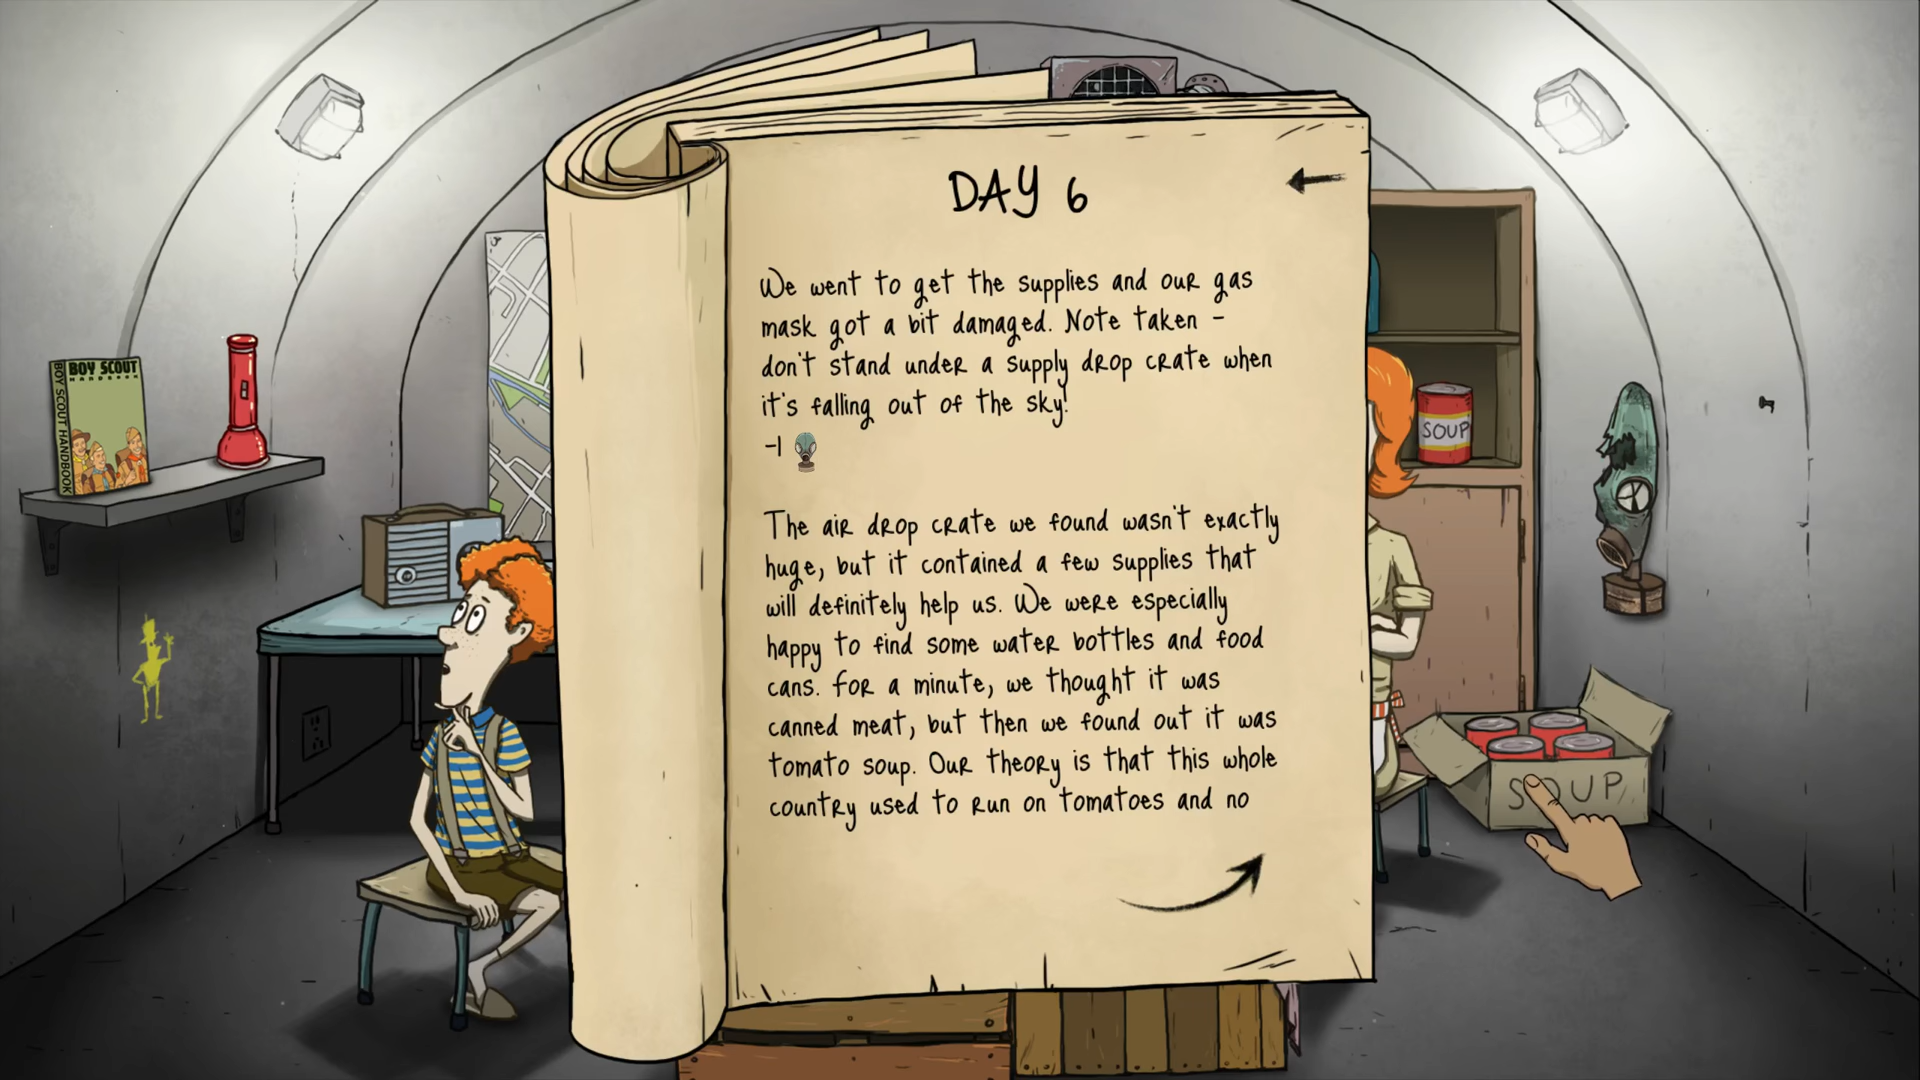 DAY 6
We went to get the supplies and our gas
mask got a bit damaged. Note taken -
don't stand under a supply drop crate when
it's falling out of the sky!
-1
The air drop crate we found wasn't exactly
huge, but it contained a few supplies that
will definitely help us. We were especially
happy to find some water bottles and food
cans. For a minute, we thought it was
canned meat, but then we found out it was
tomato soup. Our theory is that this whole
country used to run on tomatoes and no
BOY SCOUT
HANDBOOK
BOY SCOUT HANDBOOK
SOUP
SOUP